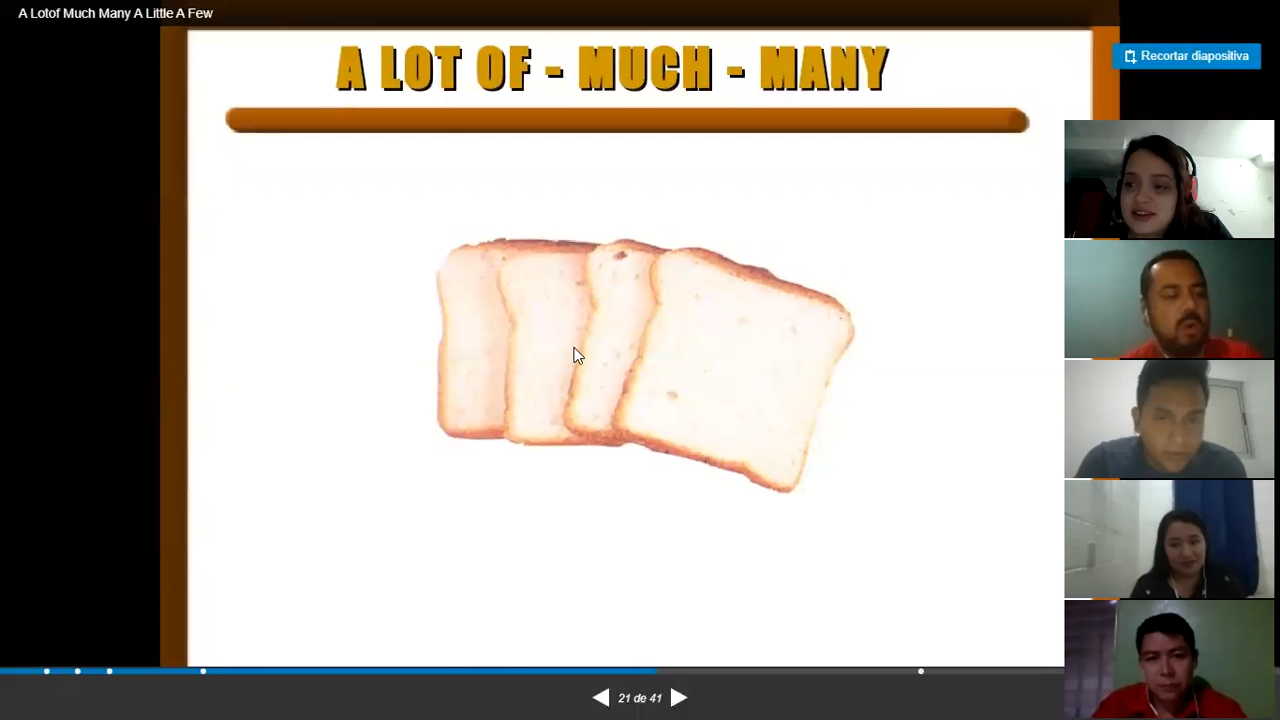 A Lotof Much Many A Little A Few
A LOT OF - MUCH - MANY
Recortar diapositiva
21 de 41